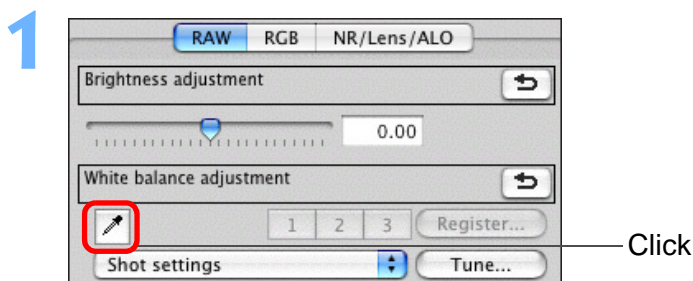 1
RAW RGB NR/Lens/ALO
Brightness adjustment
0.00
White balance adjustment
1 2 3 Register...
Click
Shot settings Tune...